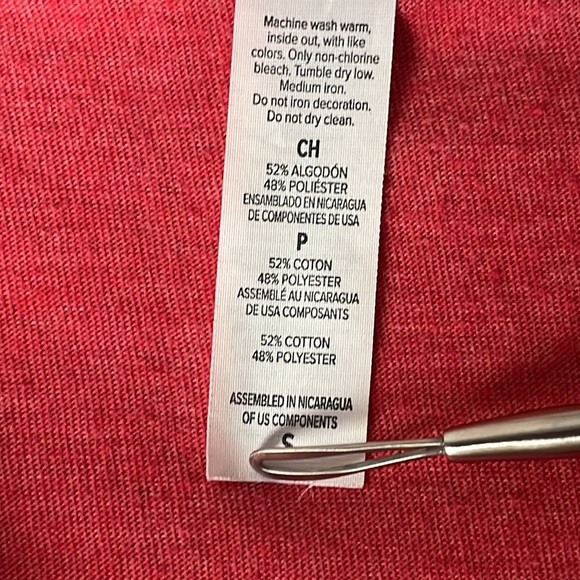 Machine wash warm,
inside out, with like
colors. Only non-chlorine
bleach. Tumble dry low.
Medium iron.
Do not iron decoration.
Do not dry clean.
CH
52% ALGODÓN
48% POLIÉSTER
ENSAMBLADO EN NICARAGUA
DE COMPONENTES DE USA
P
52% COTON
48% POLYESTER
ASSEMBLÉ AU NICARAGUA
DE USA COMPOSANTS
52% COTTON
48% POLYESTER
ASSEMBLED IN NICARAGUA
OF US COMPONENTS
S